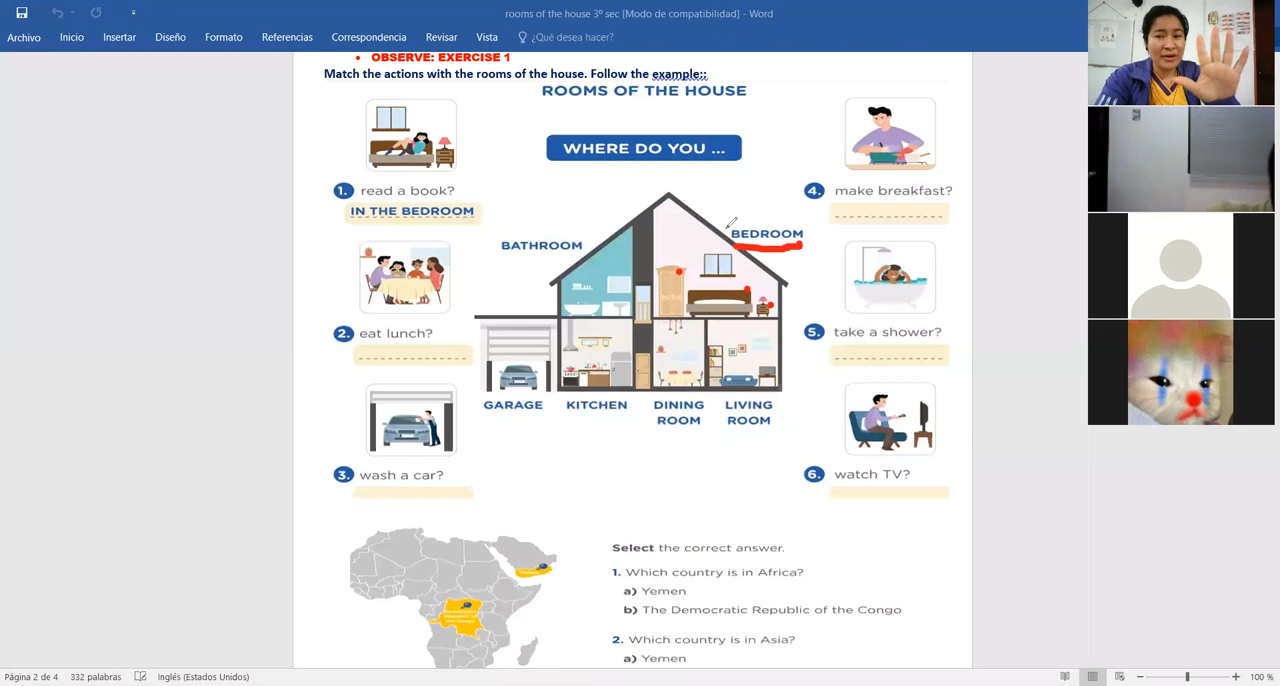 rooms of the house 3º sec [Modo de compatibilidad] - Word
Archivo Inicio Insertar Diseño Formato Referencias Correspondencia Revisar Vista ¿Qué desea hacer?
• OBSERVE: EXERCISE 1
Match the actions with the rooms of the house. Follow the example::
ROOMS OF THE HOUSE
WHERE DO YOU ...
1. read a book?
IN THE BEDROOM
2. eat lunch?
3. wash a car?
BATHROOM
BEDROOM
GARAGE
KITCHEN
DINING ROOM
LIVING ROOM
4. make breakfast?
5. take a shower?
6. watch TV?
Select the correct answer.
1. Which country is in Africa?
a) Yemen
b) The Democratic Republic of the Congo
2. Which country is in Asia?
a) Yemen
Página 2 de 4 332 palabras Inglés (Estados Unidos) 100 %